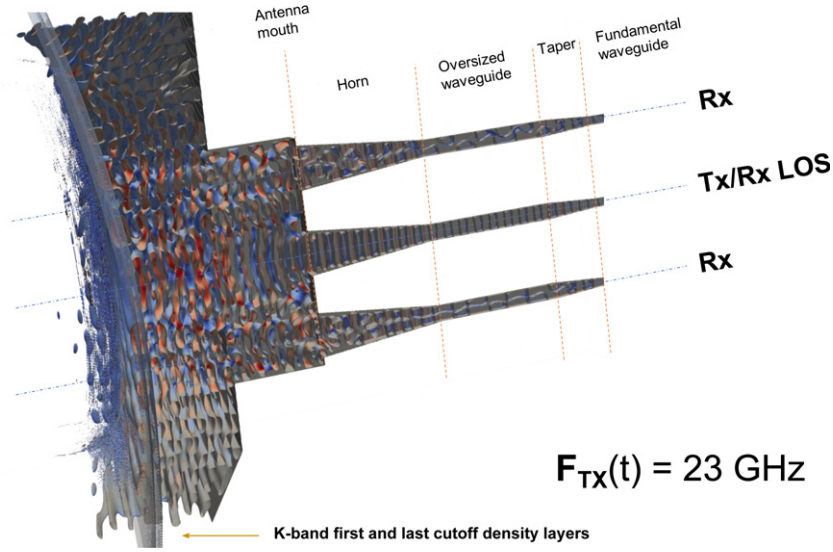 Antenna
mouth
Horn
Oversized
waveguide
Taper
Fundamental
waveguide
Rx
Tx/Rx LOS
Rx
F_TX(t) = 23 GHz
K-band first and last cutoff density layers